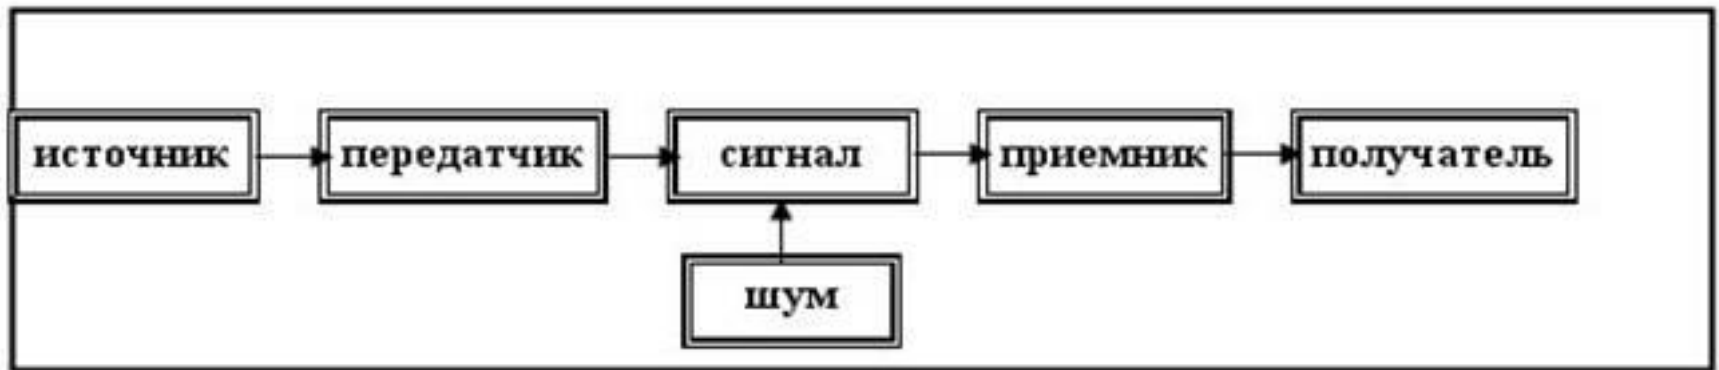 источник передатчик сигнал приемник получатель
шум